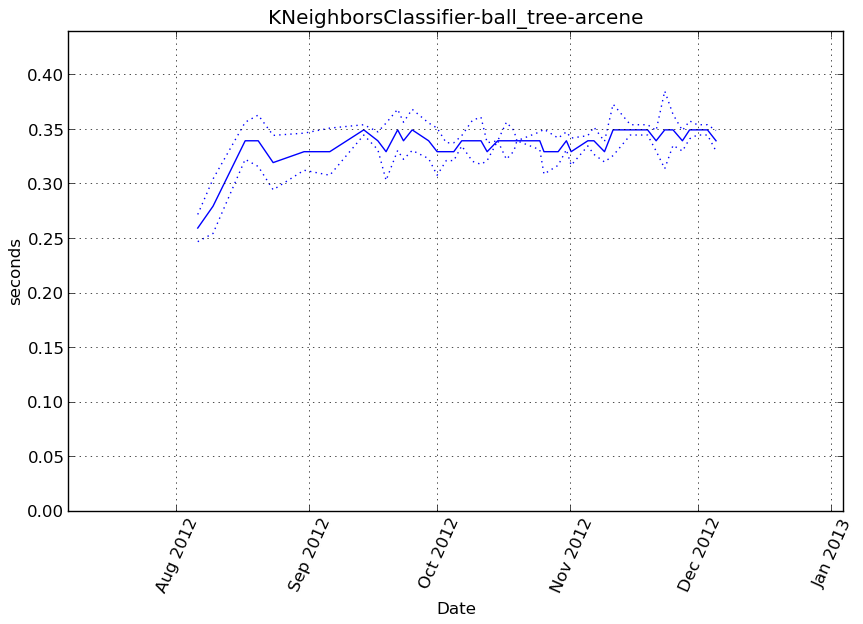 KNeighborsClassifier-ball_tree-arcene
0.40
0.35
0.30
0.25
0.20
0.15
0.10
0.05
0.00
seconds
Aug 2012
Sep 2012
Oct 2012
Nov 2012
Dec 2012
Jan 2013
Date